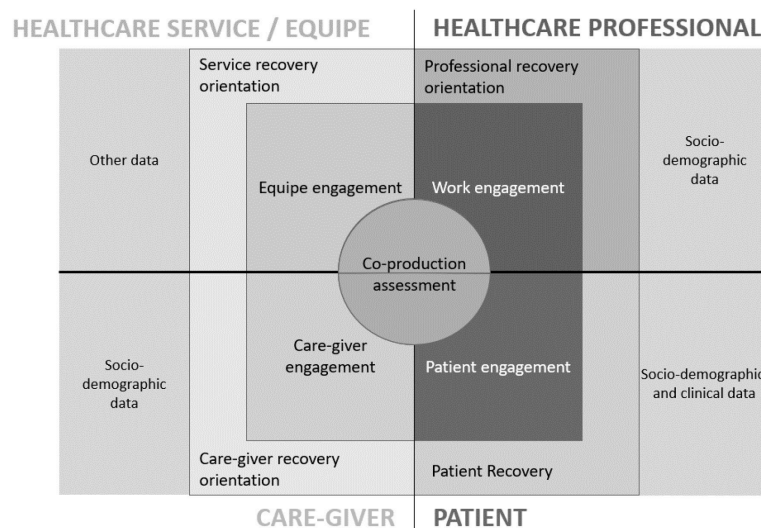 HEALTHCARE SERVICE / EQUIPE
HEALTHCARE PROFESSIONAL
Service recovery
orientation
Professional recovery
orientation
Other data
Socio-
demographic
data
Equipe engagement
Work engagement
Co-production
assessment
Care-giver
engagement
Patient engagement
Socio-
demographic
data
Socio-demographic
and clinical data
Care-giver recovery
orientation
Patient Recovery
CARE-GIVER
PATIENT